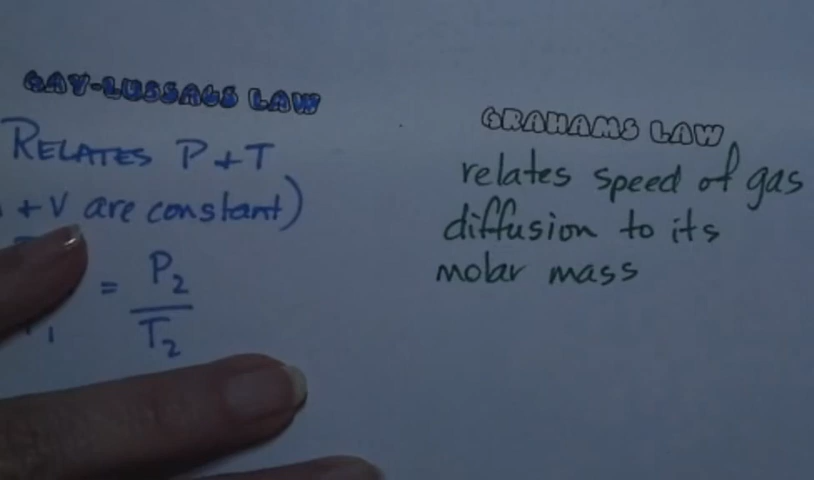 GAY-LUSSACS LAW
RELATES P + T
+ V are constant)
= P2
T2
1
GRAHAMS LAW
relates speed of gas
diffusion to its
molar mass